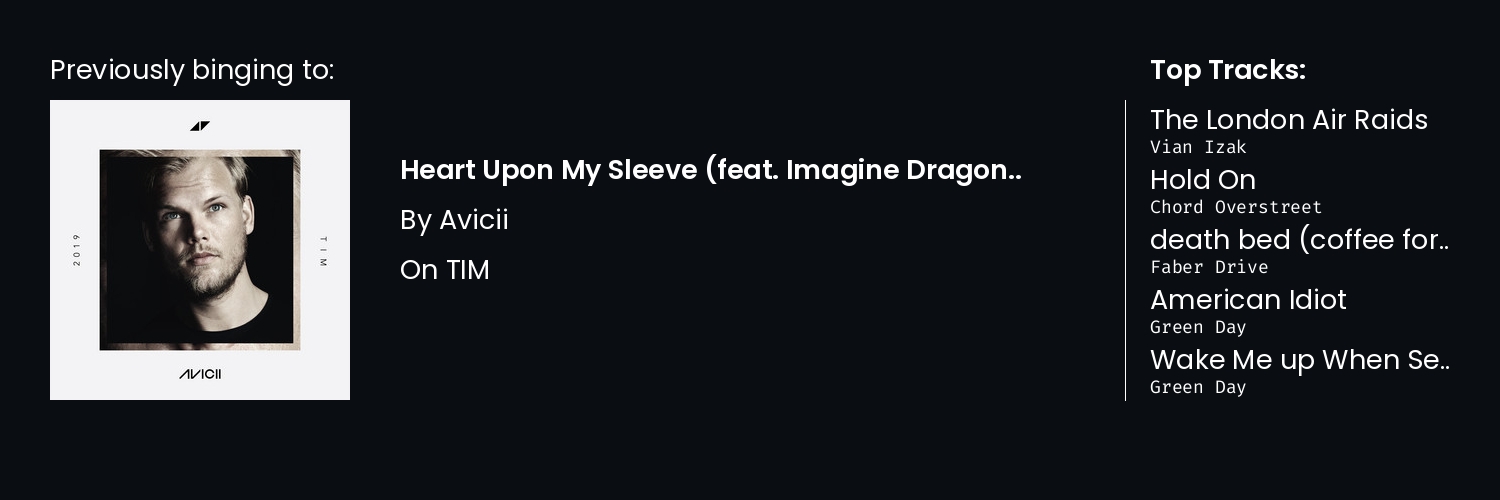 Previously binging to:
2019
TIM
AVICII
Heart Upon My Sleeve (feat. Imagine Dragon..
By Avicii
On TIM
Top Tracks:
The London Air Raids
Vian Izak
Hold On
Chord Overstreet
death bed (coffee for..
Faber Drive
American Idiot
Green Day
Wake Me up When Se..
Green Day